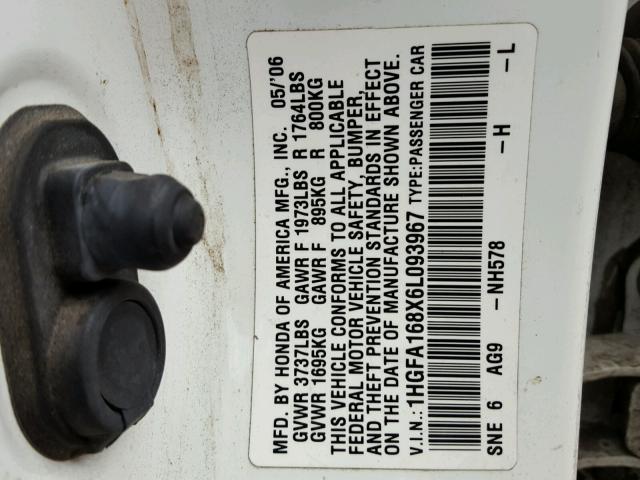 MFD. BY HONDA OF AMERICA MFG., INC. 05/'06
GVWR 3737LBS GAWR F 1973LBS R 1764LBS
GVWR 1695KG GAWR F 895KG R 800KG
THIS VEHICLE CONFORMS TO ALL APPLICABLE
FEDERAL MOTOR VEHICLE SAFETY, BUMPER,
AND THEFT PREVENTION STANDARDS IN EFFECT
ON THE DATE OF MANUFACTURE SHOWN ABOVE.
V.I.N.: 1HGFA168X6L093967 TYPE:PASSENGER CAR
SNE 6 AG9 -NH578 -H -L